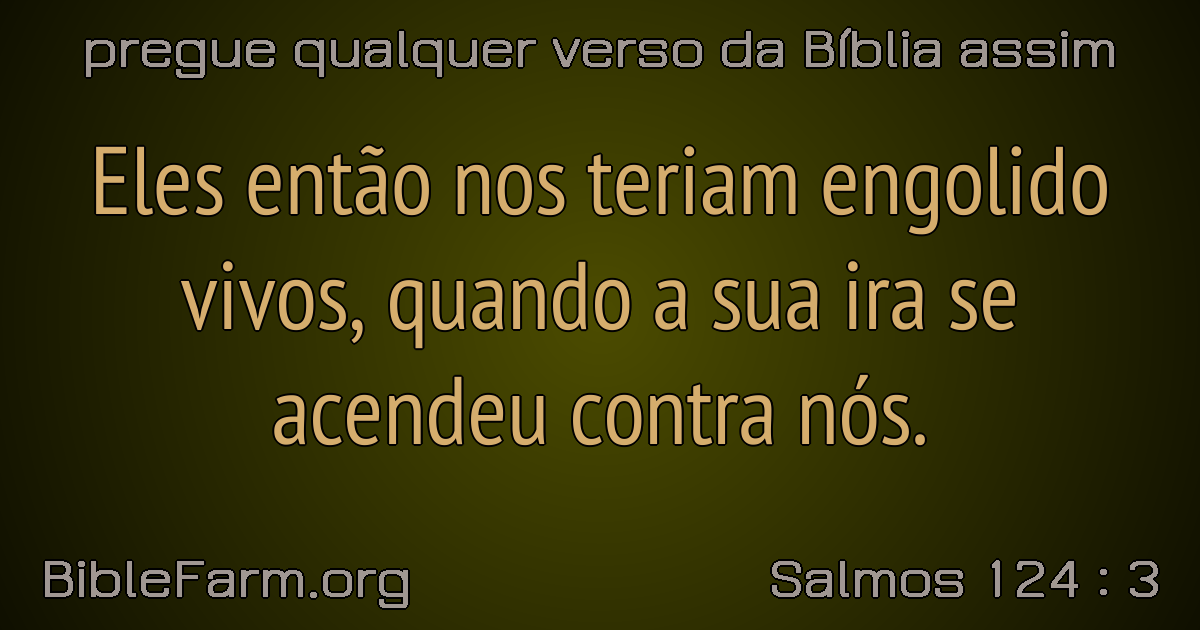 pregue qualquer verso da Bíblia assim
Eles então nos teriam engolido
vivos, quando a sua ira se
acendeu contra nós.
BibleFarm.org
Salmos 124 : 3